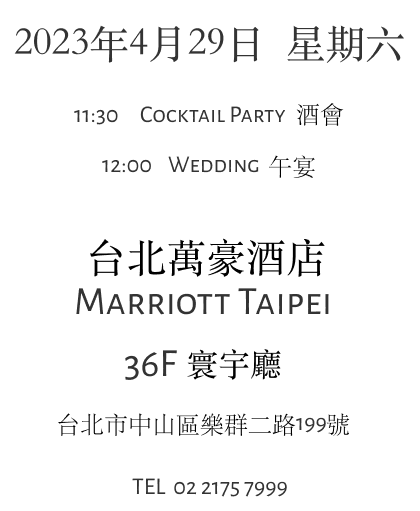 2023年4月29日 星期六
11:30 Cocktail Party 酒會
12:00 Wedding 午宴
台北萬豪酒店
Marriott Taipei
36F 寰宇廳
台北市中山區樂群二路199號
TEL 02 2175 7999